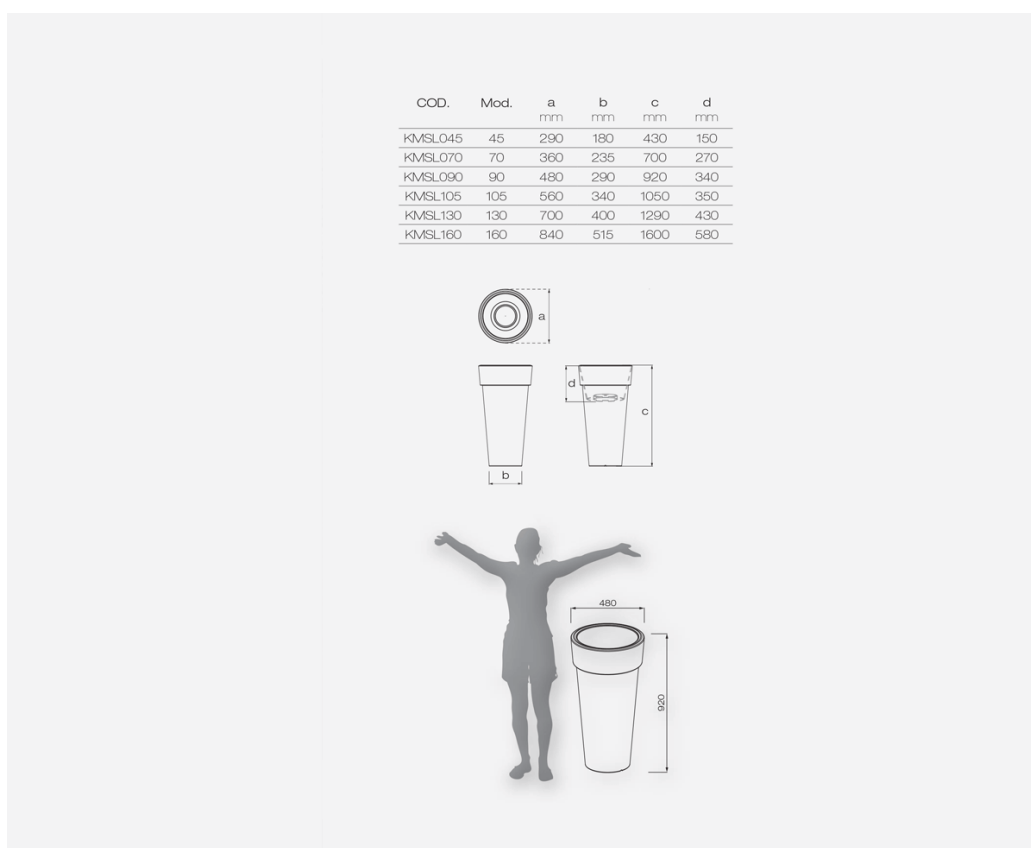 COD. Mod. a b c d
mm mm mm mm
KMSL045 45 290 180 430 150
KMSL070 70 360 235 700 270
KMSL090 90 480 290 920 340
KMSL105 105 560 340 1050 350
KMSL130 130 700 400 1290 430
KMSL160 160 840 515 1600 580
a
d
c
b
480
920